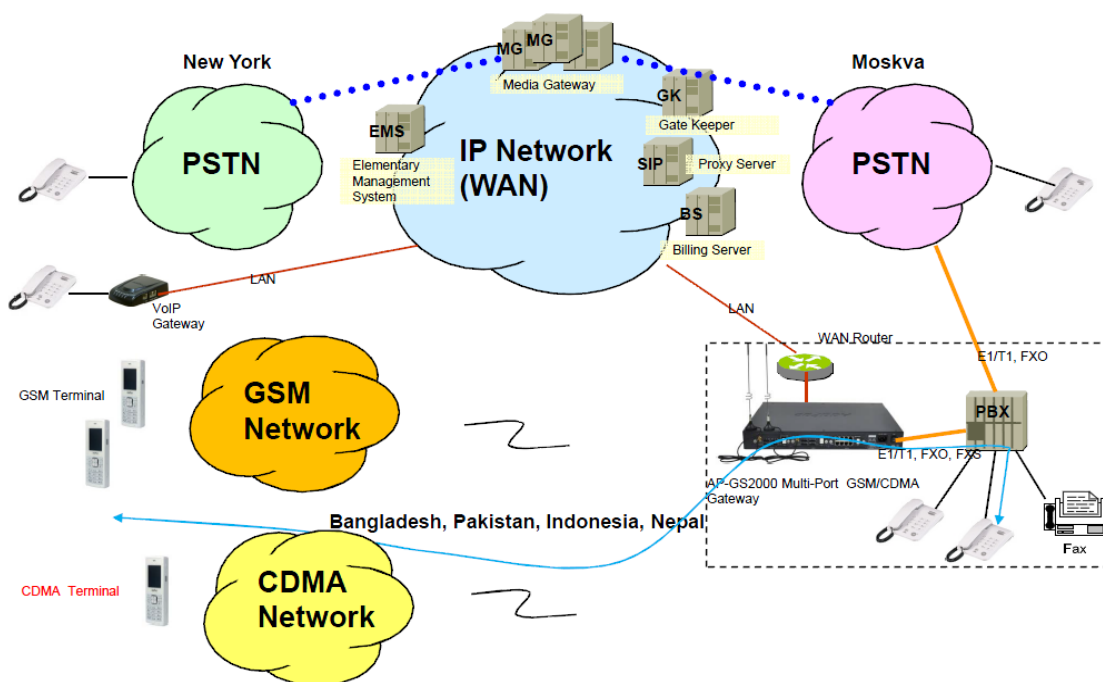 New York
MG
MG
Media Gateway
Moskva
GK
Gate Keeper
EMS
Elementary
Management
System
PSTN
IP Network
(WAN)
SIP
Proxy Server
PSTN
BS
Billing Server
LAN
VoIP
Gateway
LAN
WAN Router
E1/T1, FXO
GSM Terminal
GSM
Network
PBX
E1/T1, FXO, FXS
AP-GS2000 Multi-Port GSM/CDMA
Gateway
Bangladesh, Pakistan, Indonesia, Nepal
Fax
CDMA Terminal
CDMA
Network